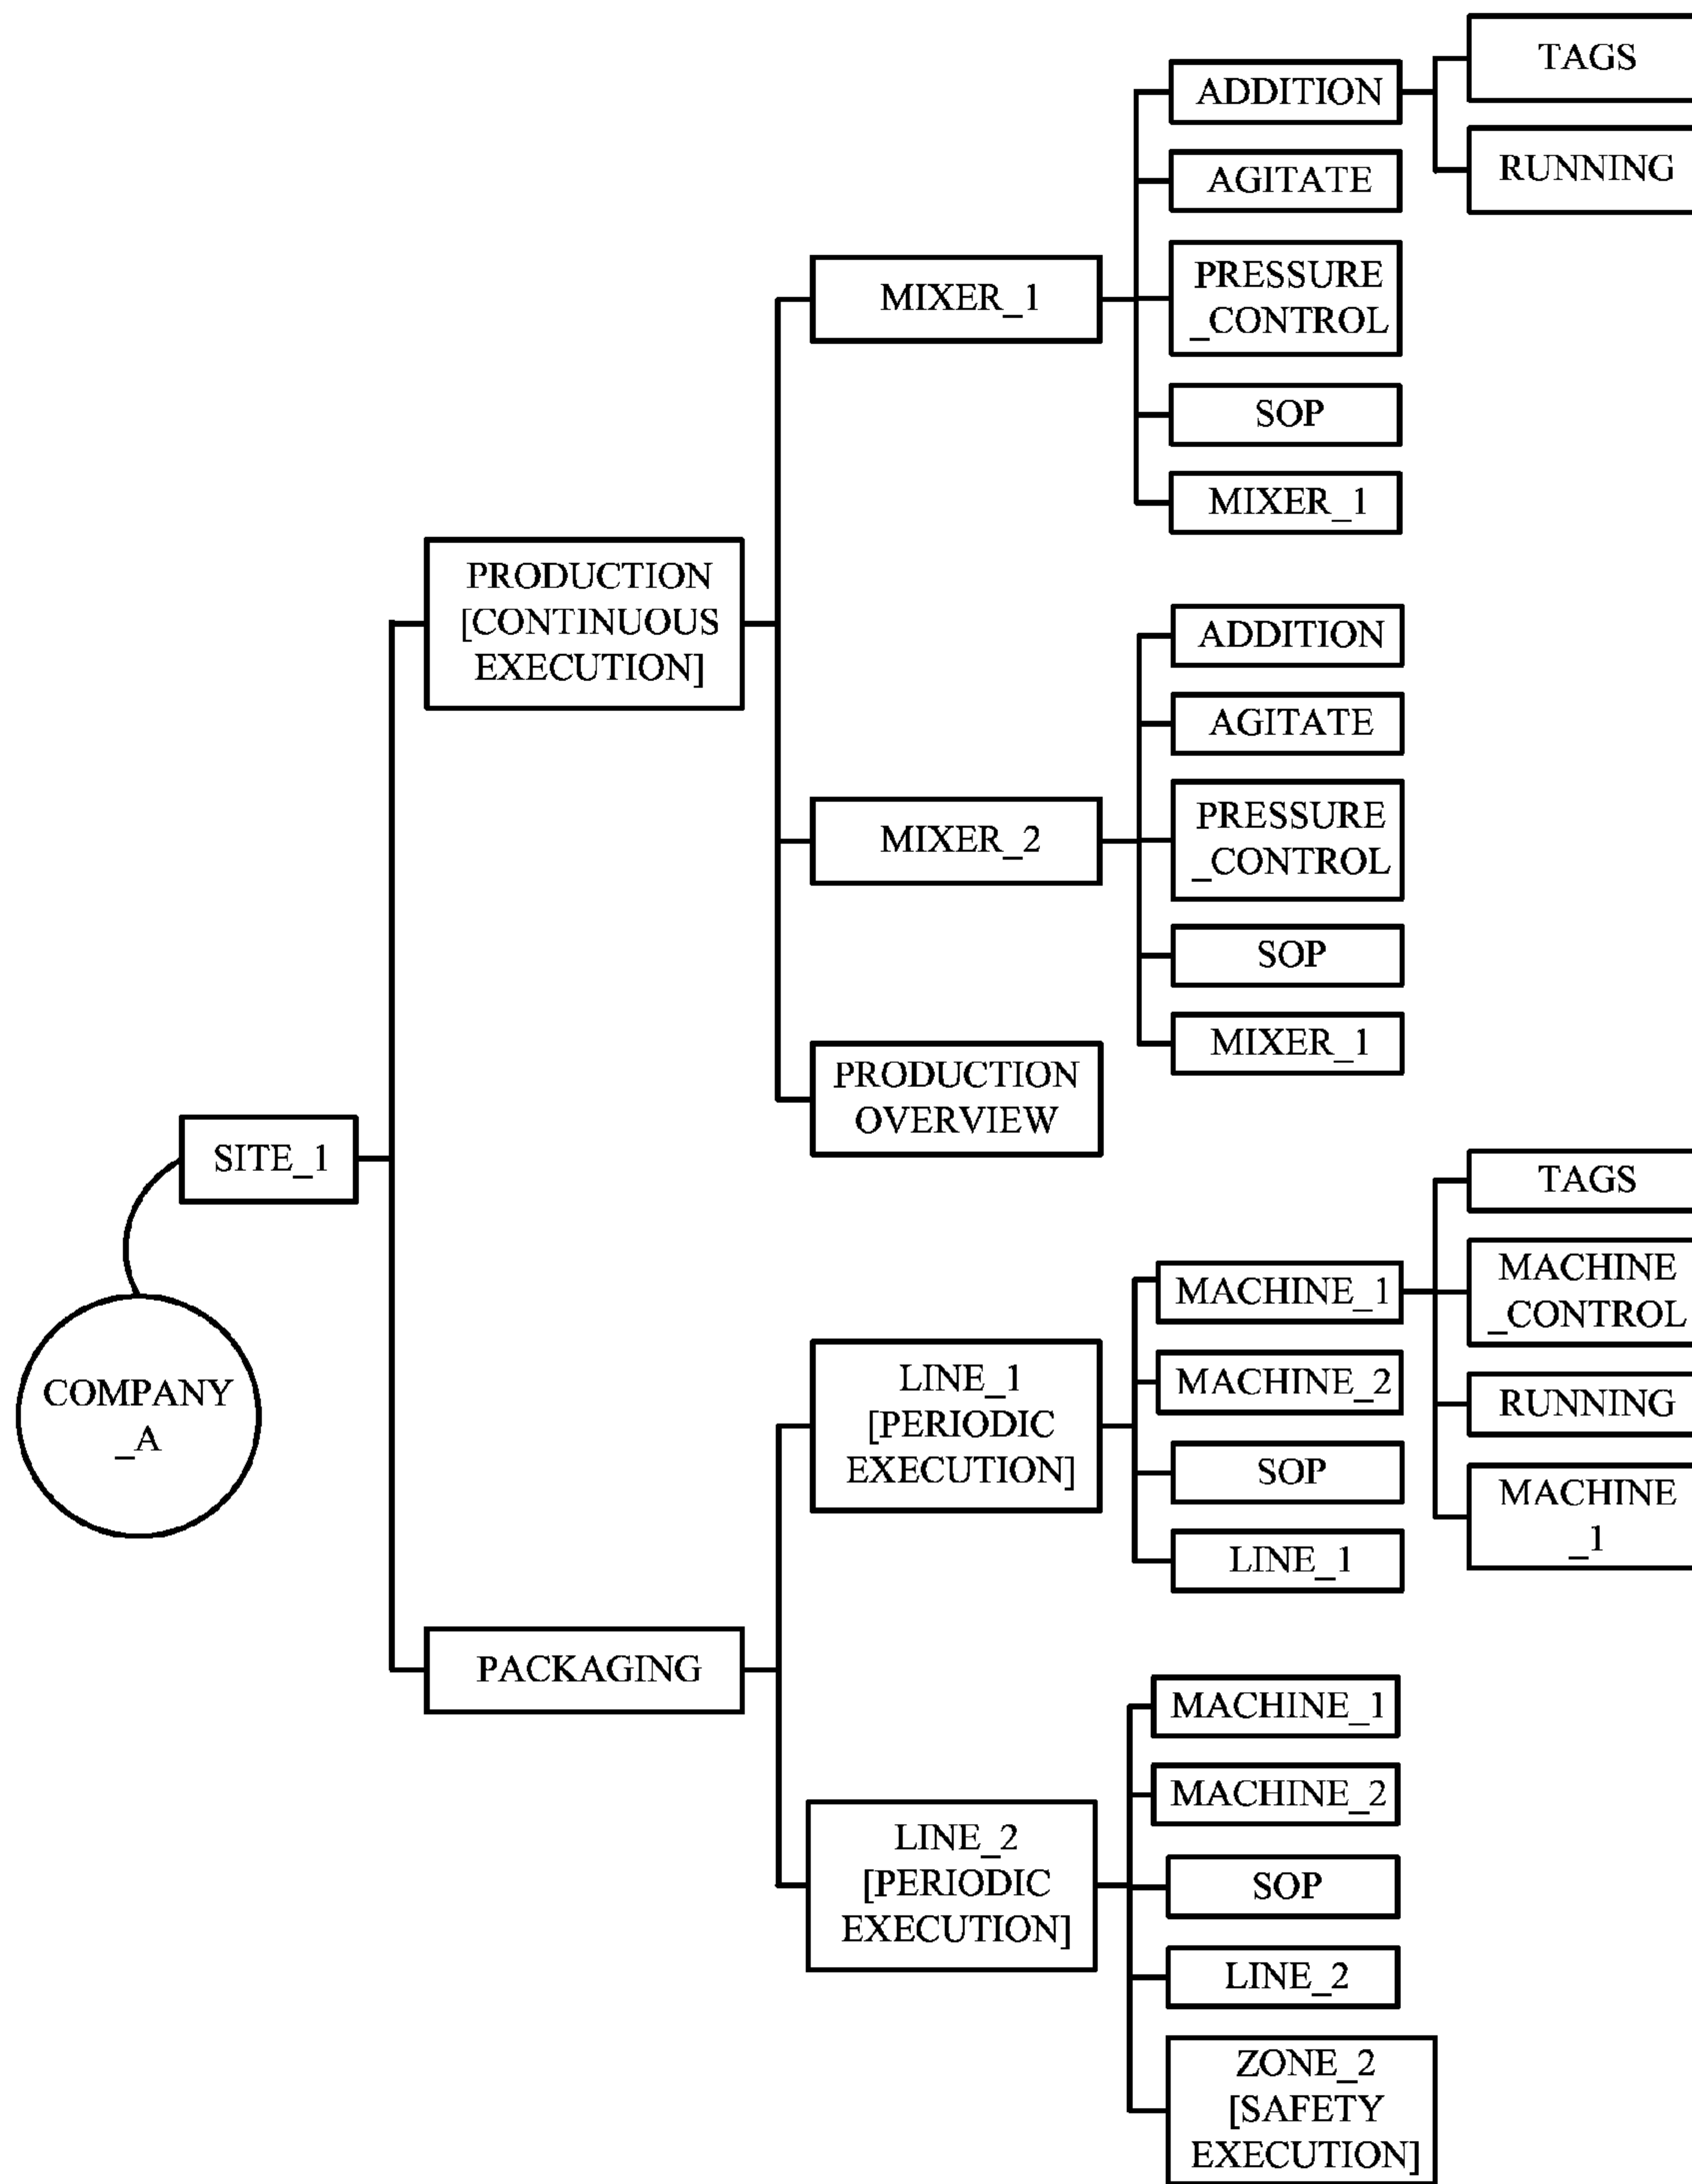 COMPANY
_A
SITE_1
PRODUCTION
[CONTINUOUS
EXECUTION]
MIXER_1
ADDITION
TAGS
RUNNING
AGITATE
PRESSURE
_CONTROL
SOP
MIXER_1
MIXER_2
ADDITION
AGITATE
PRESSURE
_CONTROL
SOP
MIXER_1
PRODUCTION
OVERVIEW
PACKAGING
LINE_1
[PERIODIC
EXECUTION]
MACHINE_1
TAGS
MACHINE
_CONTROL
RUNNING
MACHINE
_1
MACHINE_2
SOP
LINE_1
LINE_2
[PERIODIC
EXECUTION]
MACHINE_1
MACHINE_2
SOP
LINE_2
ZONE_2
[SAFETY
EXECUTION]